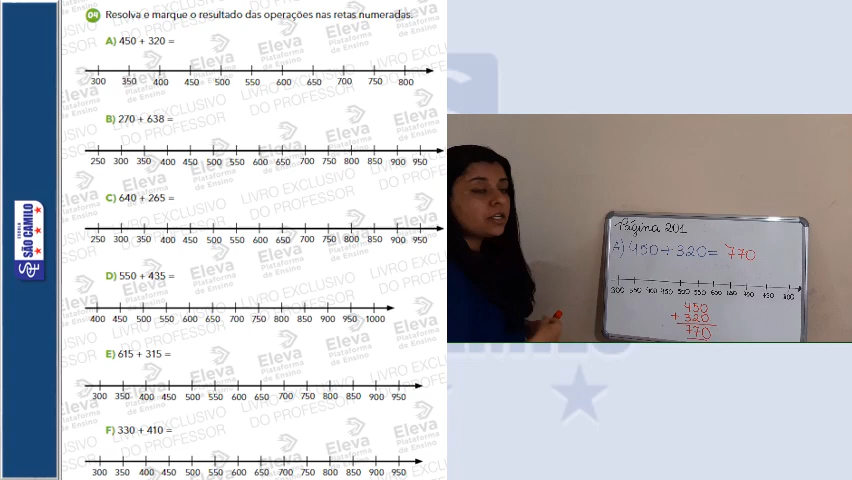 04 Resolva e marque o resultado das operações nas retas numeradas.
A) 450 + 320 =
300 350 400 450 500 550 600 650 700 750 800
B) 270 + 638 =
250 300 350 400 450 500 550 600 650 700 750 800 850 900 950
C) 640 + 265 =
250 300 350 400 450 500 550 600 650 700 750 800 850 900 950
D) 550 + 435 =
400 450 500 550 600 650 700 750 800 850 900 950 1000
E) 615 + 315 =
300 350 400 450 500 550 600 650 700 750 800 850 900 950
F) 330 + 410 =
300 350 400 450 500 550 600 650 700 750 800 850 900 950
Eleva
Plataforma
de Ensino
LIVRO EXCLUSIVO
DO PROFESSOR
SÃO CAMILO
Página 201
A) 450 + 320 = 770
450
+ 320
770